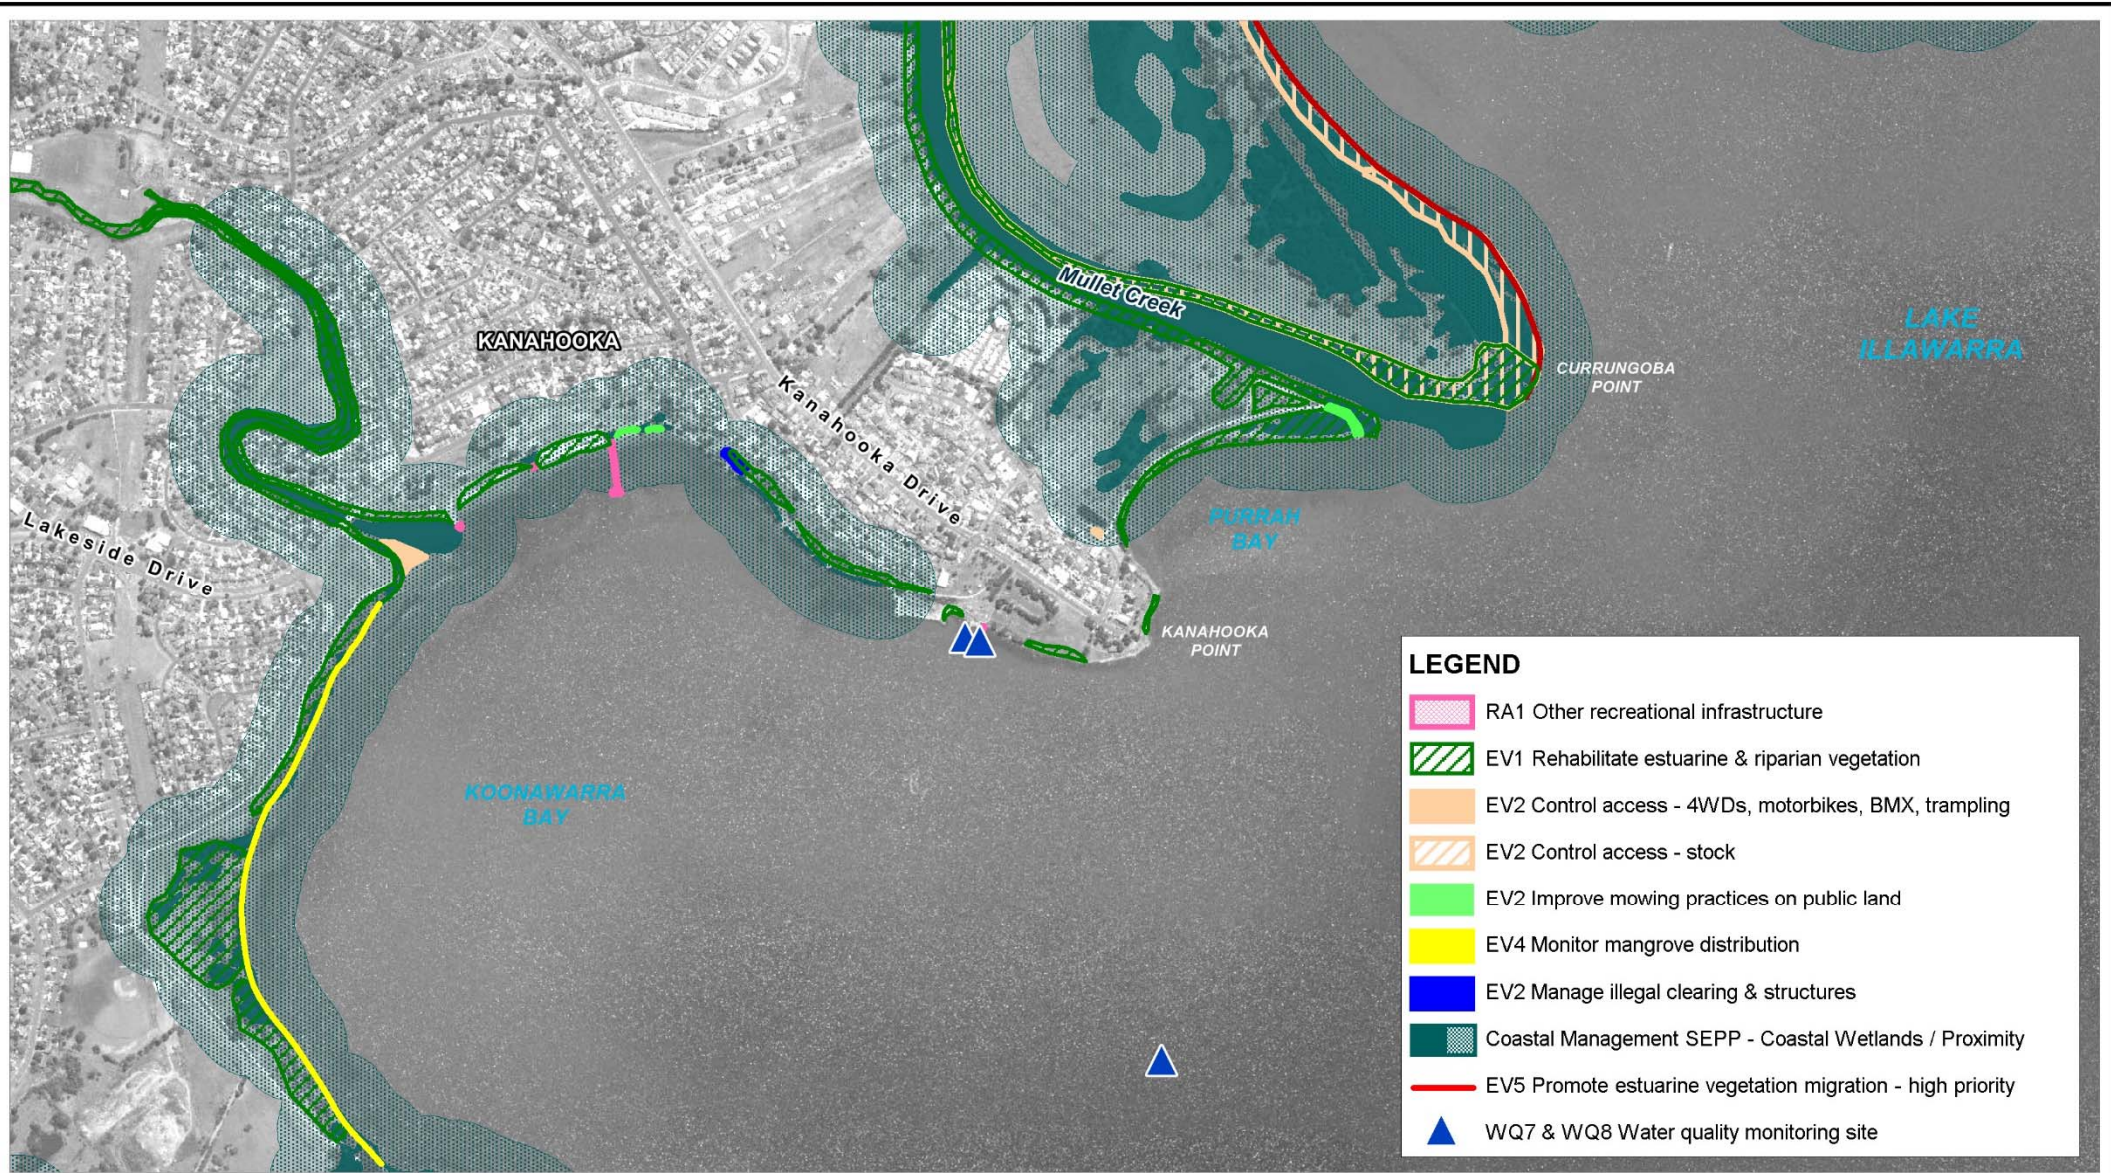 Mullet Creek
LAKE
ILLAWARRA
KANAHOOKA
CURRUNGOBA
POINT
Kanahooka Drive
Lakeside Drive
PURRAH
BAY
KANAHOOKA
POINT
KOONAWARRA
BAY
LEGEND
RA1 Other recreational infrastructure
EV1 Rehabilitate estuarine & riparian vegetation
EV2 Control access - 4WDs, motorbikes, BMX, trampling
EV2 Control access - stock
EV2 Improve mowing practices on public land
EV4 Monitor mangrove distribution
EV2 Manage illegal clearing & structures
Coastal Management SEPP - Coastal Wetlands / Proximity
EV5 Promote estuarine vegetation migration - high priority
WQ7 & WQ8 Water quality monitoring site